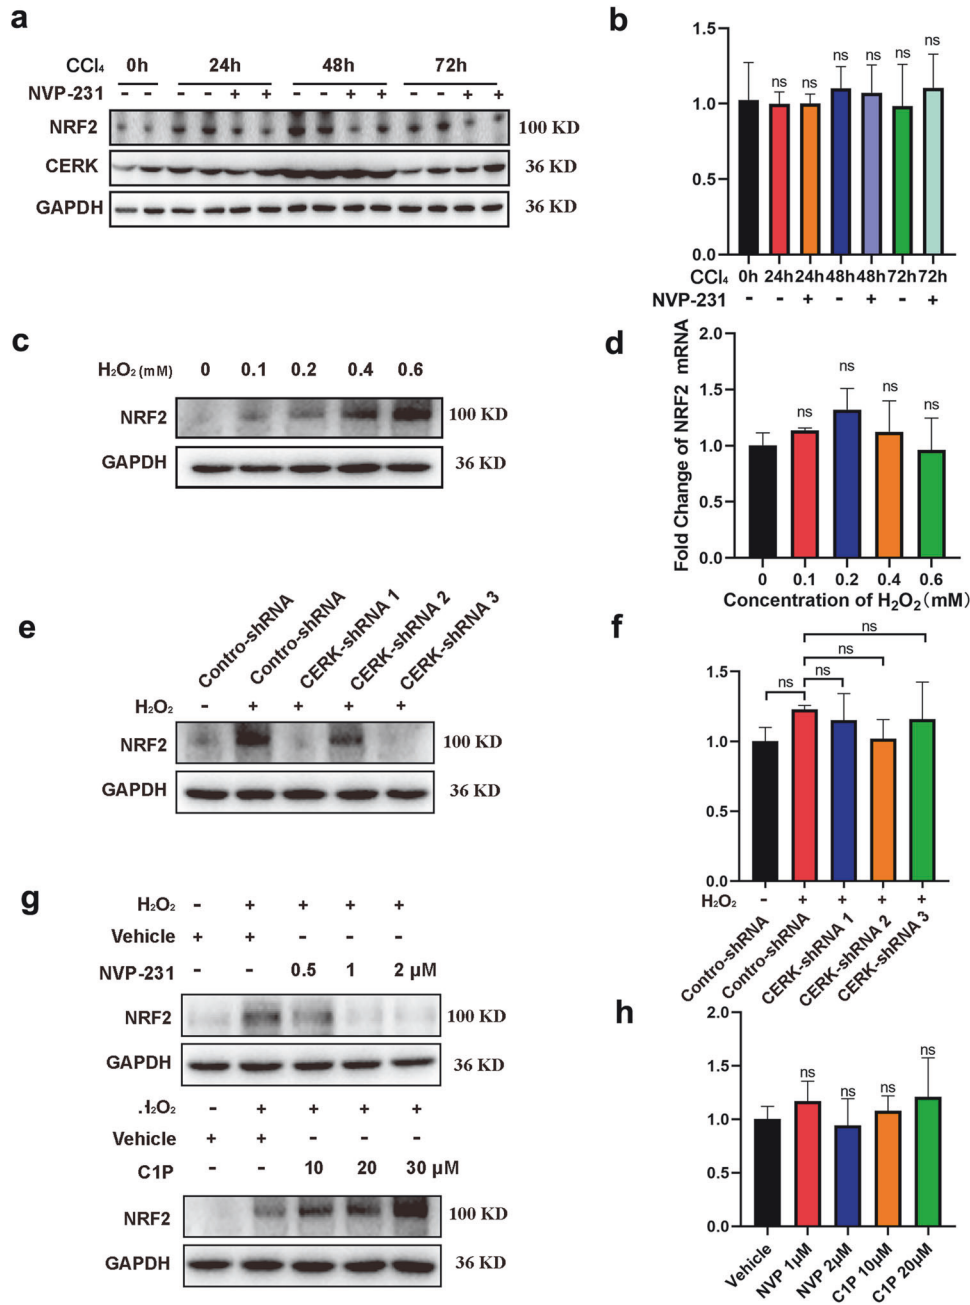 a
CCl₄ 0h 24h 48h 72h
NVP-231 - - - - + + - - + + - - + +
NRF2 100 KD
CERK 36 KD
GAPDH 36 KD
b
1.5
1.0
0.5
0.0
ns ns ns ns ns ns
CCl₄ 0h 24h 24h 48h 48h 72h 72h
NVP-231 - - + - + - +
c
H₂O₂ (mM) 0 0.1 0.2 0.4 0.6
NRF2 100 KD
GAPDH 36 KD
d
Fold Change of NRF2 mRNA
2.0
1.5
1.0
0.5
0.0
ns ns ns ns
0 0.1 0.2 0.4 0.6
Concentration of H₂O₂(mM)
e
Contro-shRNA
Contro-shRNA
CERK-shRNA 1
CERK-shRNA 2
CERK-shRNA 3
H₂O₂ - + + + +
NRF2 100 KD
GAPDH 36 KD
f
ns
ns
ns ns
1.5
1.0
0.5
0.0
H₂O₂ - + + + +
Contro-shRNA
Contro-shRNA
CERK-shRNA 1
CERK-shRNA 2
CERK-shRNA 3
g
H₂O₂ - + + + +
Vehicle + + - - -
NVP-231 - - 0.5 1 2 μM
NRF2 100 KD
GAPDH 36 KD
.I₂O₂ - + + + +
Vehicle + + - - -
C1P - - 10 20 30 μM
NRF2 100 KD
GAPDH 36 KD
h
2.0
1.5
1.0
0.5
0.0
ns ns ns ns
Vehicle
NVP 1μM
NVP 2μM
C1P 10μM
C1P 20μM